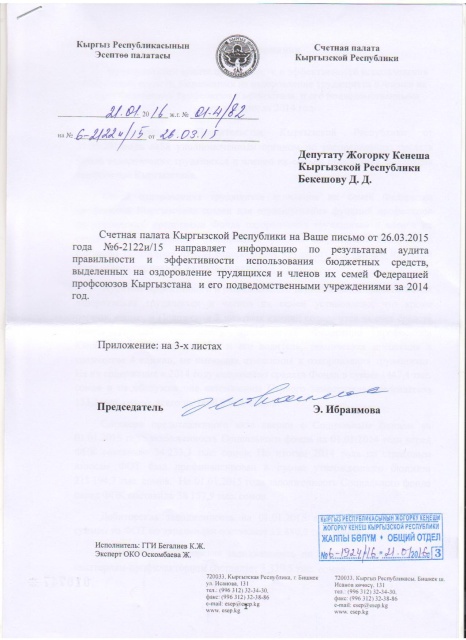 Кыргыз Республикасынын
Эсептөө палатасы
Счетная палата
Кыргызской Республики
21.01 2016 ж.г. № 01-4/82
на № 6-2122и/15 от 26.03.15
Депутату Жогорку Кенеша
Кыргызской Республики
Бекешову Д. Д.
Счетная палата Кыргызской Республики на Ваше письмо от 26.03.2015
года №6-2122и/15 направляет информацию по результатам аудита
правильности и эффективности использования бюджетных средств,
выделенных на оздоровление трудящихся и членов их семей Федерацией
профсоюзов Кыргызстана и его подведомственными учреждениями за 2014
год.
Приложение: на 3-х листах
Председатель
Э. Ибраимова
КЫРГЫЗ РЕСПУБЛИКАСЫНЫН ЖОГОРКУ КЕНЕШИ
ЖОГОРКУ КЕНЕШ КЫРГЫЗСКОЙ РЕСПУБЛИКИ
ЖАЛПЫ БӨЛҮМ • ОБЩИЙ ОТДЕЛ
№6-1924/16 "21.01.2016 3
Исполнитель: ГГИ Бегалиев К.Ж.
Эксперт ОКО Оскомбаева Ж.
720033, Кыргызская Республика, г. Бишкек
ул. Исанова, 131
тел.: (996 312) 32-34-30,
факс: (996 312) 32-38-86
e-mail: esep@esep.kg
www. esep.kg
720033, Кыргыз Республикасы, Бишкек ш.
Исанов көчөсү, 131
тел.: (996 312) 32-34-30,
факс: (996 312) 32-38-86
e-mail: esep@esep.kg
www. esep.kg